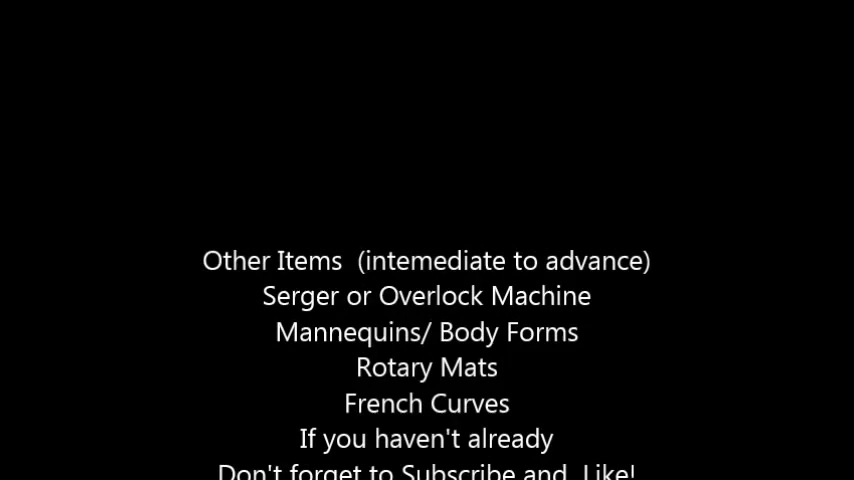 Other Items  (intemediate to advance)
Serger or Overlock Machine
Mannequins/ Body Forms
Rotary Mats
French Curves
If you haven't already
Don't forget to Subscribe and  Like!